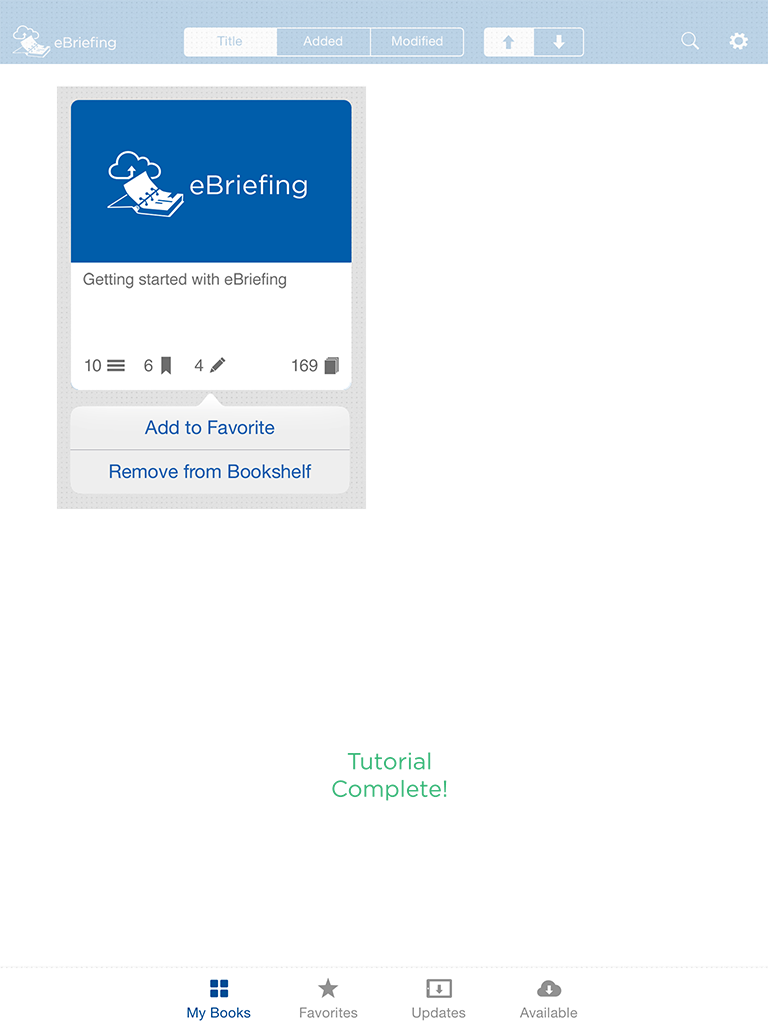 eBriefing
Title Added Modified
eBriefing
Getting started with eBriefing
10 6 4 169
Add to Favorite
Remove from Bookshelf
Tutorial
Complete!
My Books Favorites Updates Available